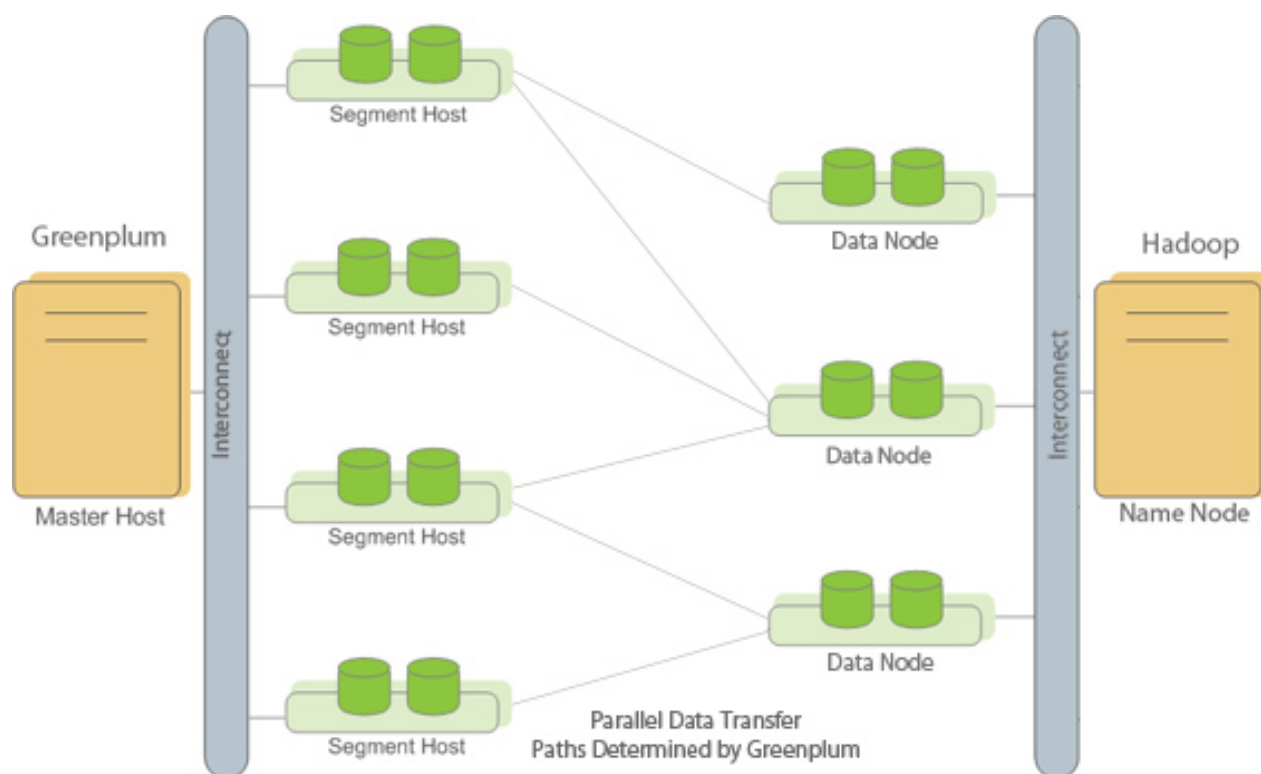 Segment Host
Data Node
Greenplum
Hadoop
Segment Host
Interconnect
Interconnect
Data Node
Master Host
Name Node
Segment Host
Data Node
Segment Host
Parallel Data Transfer
Paths Determined by Greenplum